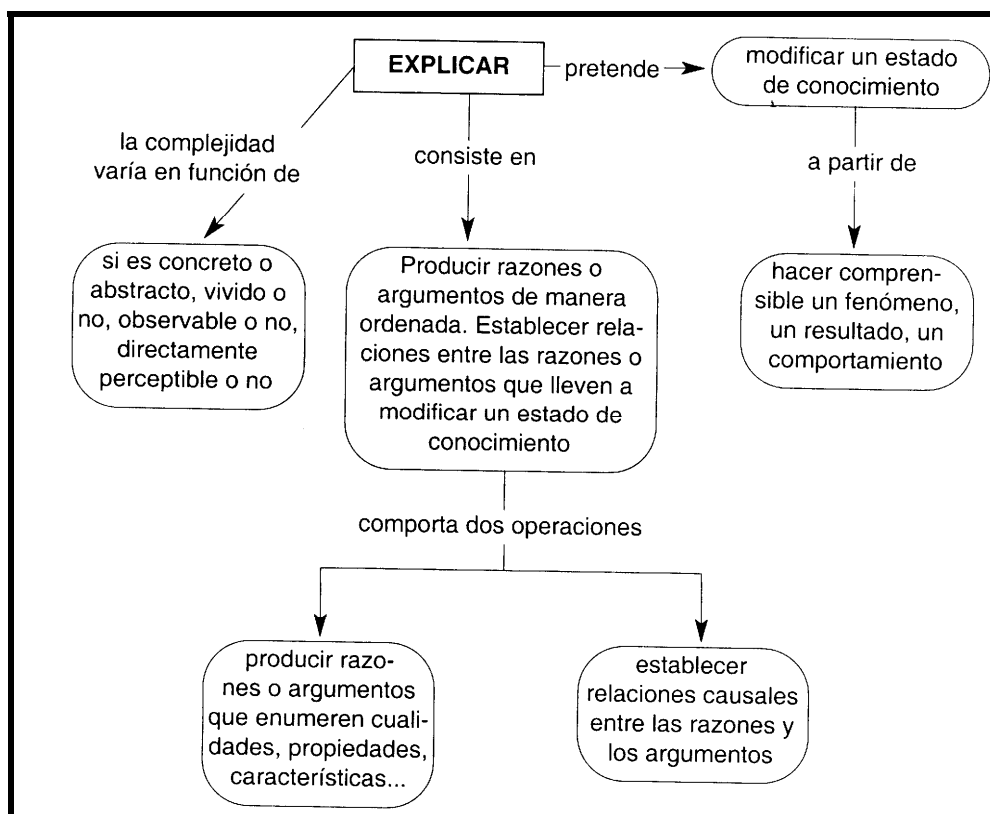 EXPLICAR
pretende
modificar un estado
de conocimiento
la complejidad
varía en función de
consiste en
a partir de
si es concreto o
abstracto, vivido o
no, observable o no,
directamente
perceptible o no
Producir razones o
argumentos de manera
ordenada. Establecer rela-
ciones entre las razones o
argumentos que lleven a
modificar un estado de
conocimiento
hacer compren-
sible un fenómeno,
un resultado, un
comportamiento
comporta dos operaciones
producir razo-
nes o argumentos
que enumeren cuali-
dades, propiedades,
características...
establecer
relaciones causales
entre las razones y
los argumentos